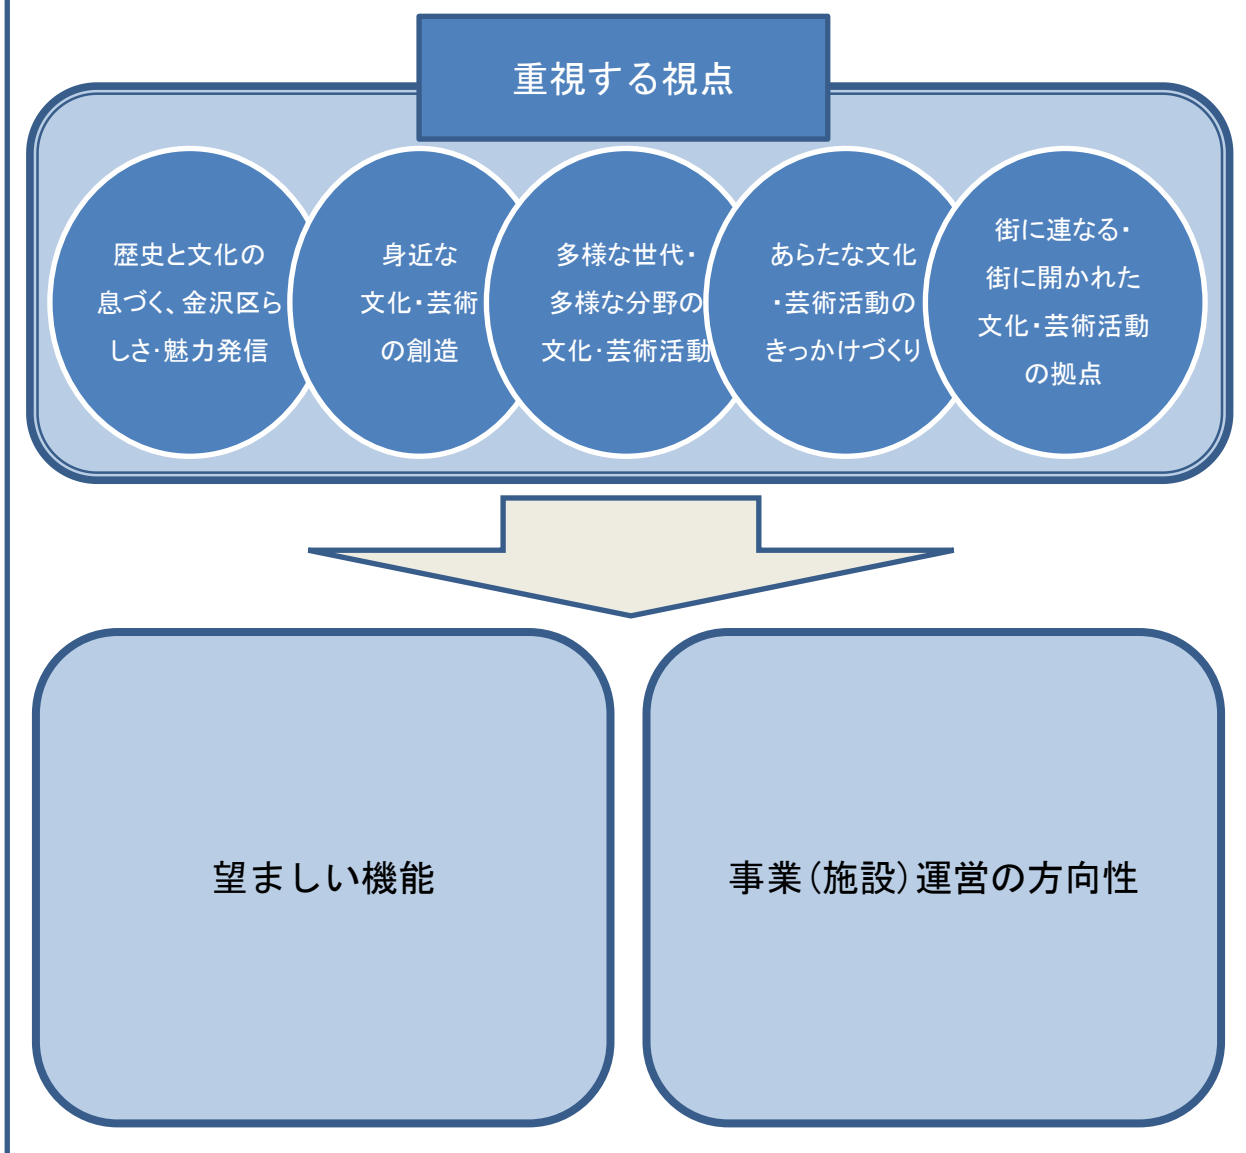 重視する視点
歴史と文化の
息づく、金沢区ら
しさ・魅力発信
身近な
文化・芸術
の創造
多様な世代・
多様な分野の
文化・芸術活動
あらたな文化
・芸術活動の
きっかけづくり
街に連なる・
街に開かれた
文化・芸術活動
の拠点
望ましい機能
事業(施設)運営の方向性